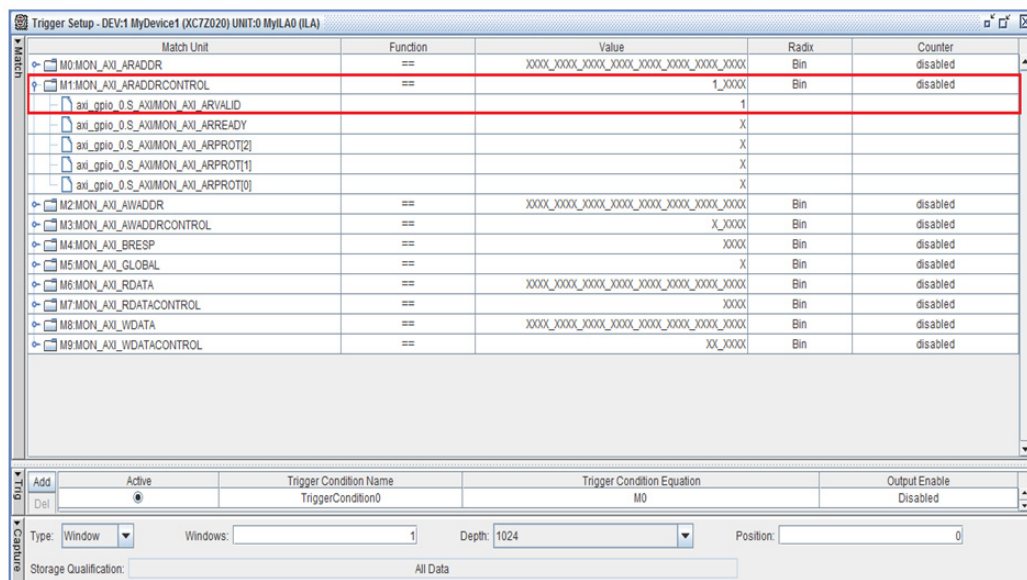 Trigger Setup - DEV:1 MyDevice1 (XC7Z020) UNIT:0 MyILA0 (ILA)
Match
Match Unit Function Value Radix Counter
M0:MON_AXI_ARADDR == XXXX_XXXX_XXXX_XXXX_XXXX_XXXX_XXXX_XXXX Bin disabled
M1:MON_AXI_ARADDRCONTROL == 1_XXXX Bin disabled
axi_gpio_0.S_AXI/MON_AXI_ARVALID 1
axi_gpio_0.S_AXI/MON_AXI_ARREADY X
axi_gpio_0.S_AXI/MON_AXI_ARPROT[2] X
axi_gpio_0.S_AXI/MON_AXI_ARPROT[1] X
axi_gpio_0.S_AXI/MON_AXI_ARPROT[0] X
M2:MON_AXI_AWADDR == XXXX_XXXX_XXXX_XXXX_XXXX_XXXX_XXXX_XXXX Bin disabled
M3:MON_AXI_AWADDRCONTROL == X_XXXX Bin disabled
M4:MON_AXI_BRESP == XXXX Bin disabled
M5:MON_AXI_GLOBAL == X Bin disabled
M6:MON_AXI_RDATA == XXXX_XXXX_XXXX_XXXX_XXXX_XXXX_XXXX_XXXX Bin disabled
M7:MON_AXI_RDATACONTROL == XXXX Bin disabled
M8:MON_AXI_WDATA == XXXX_XXXX_XXXX_XXXX_XXXX_XXXX_XXXX_XXXX Bin disabled
M9:MON_AXI_WDATACONTROL == XX_XXXX Bin disabled
Trig
Add Active Trigger Condition Name Trigger Condition Equation Output Enable
Del TriggerCondition0 M0 Disabled
Capture
Type: Window Windows: 1 Depth: 1024 Position: 0
Storage Qualification: All Data